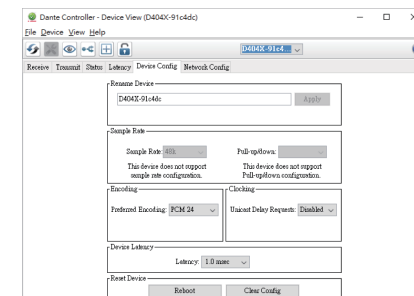 Dante Controller - Device View (D404X-91c4dc)
File Device View Help
D404X-91c4...
Receive Transmit Status Latency Device Config Network Config
Rename Device
D404X-91c4dc Apply
Sample Rate
Sample Rate: 48k Pull-up/down:
This device does not support This device does not support
sample rate configuration. Pull-up/down configuration.
Encoding Clocking
Preferred Encoding: PCM 24 Unicast Delay Requests: Disabled
Device Latency
Latency: 1.0 msec
Reset Device
Reboot Clear Config